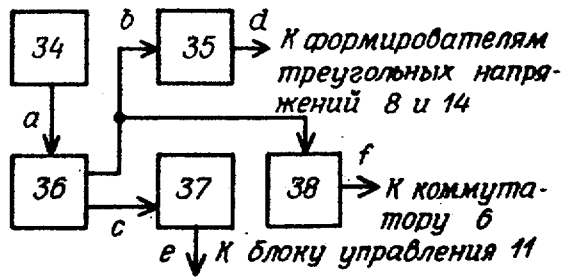 34
b
35
d
К формирователям
треугольных напря-
жений 8 и 14
a
36
c
37
38
f
К коммута-
тору 6
e
К блоку управления 11